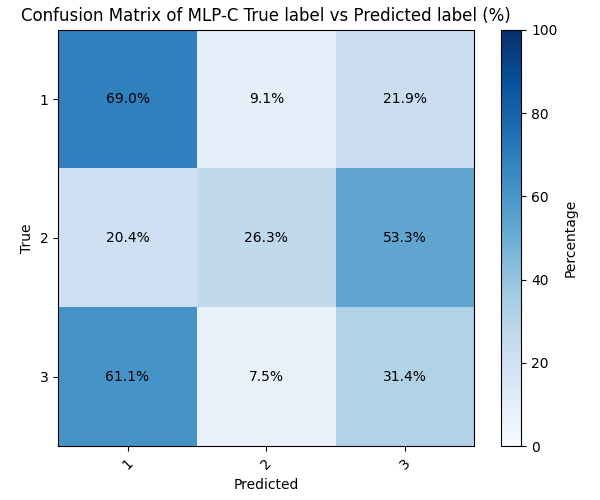 Confusion Matrix of MLP-C True label vs Predicted label (%)
True
1
2
3
69.0% 9.1% 21.9%
20.4% 26.3% 53.3%
61.1% 7.5% 31.4%
1 2 3
Predicted
100
80
60
40
20
0
Percentage